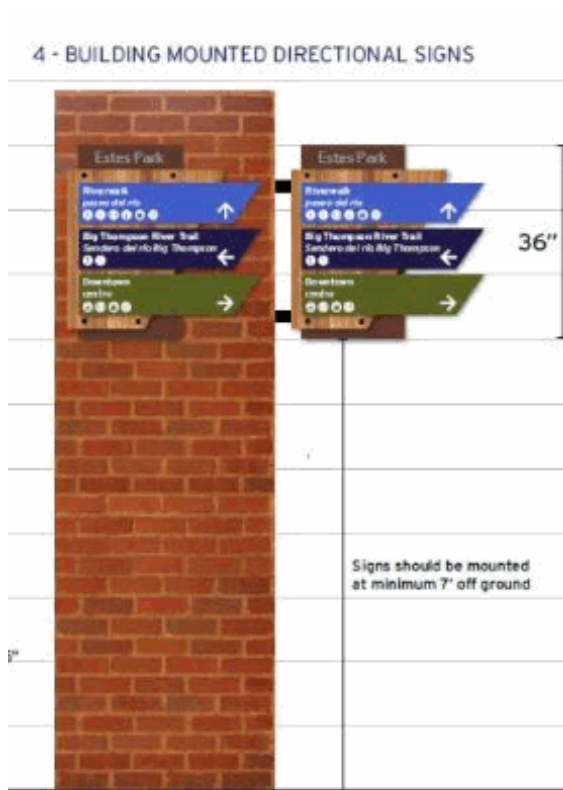 4 - BUILDING MOUNTED DIRECTIONAL SIGNS
Estes Park
Riverwalk
paseo del río
Big Thompson River Trail
Sendero del río Big Thompson
Downtown
centro
Estes Park
Riverwalk
paseo del río
Big Thompson River Trail
Sendero del río Big Thompson
Downtown
centro
36"
Signs should be mounted
at minimum 7' off ground